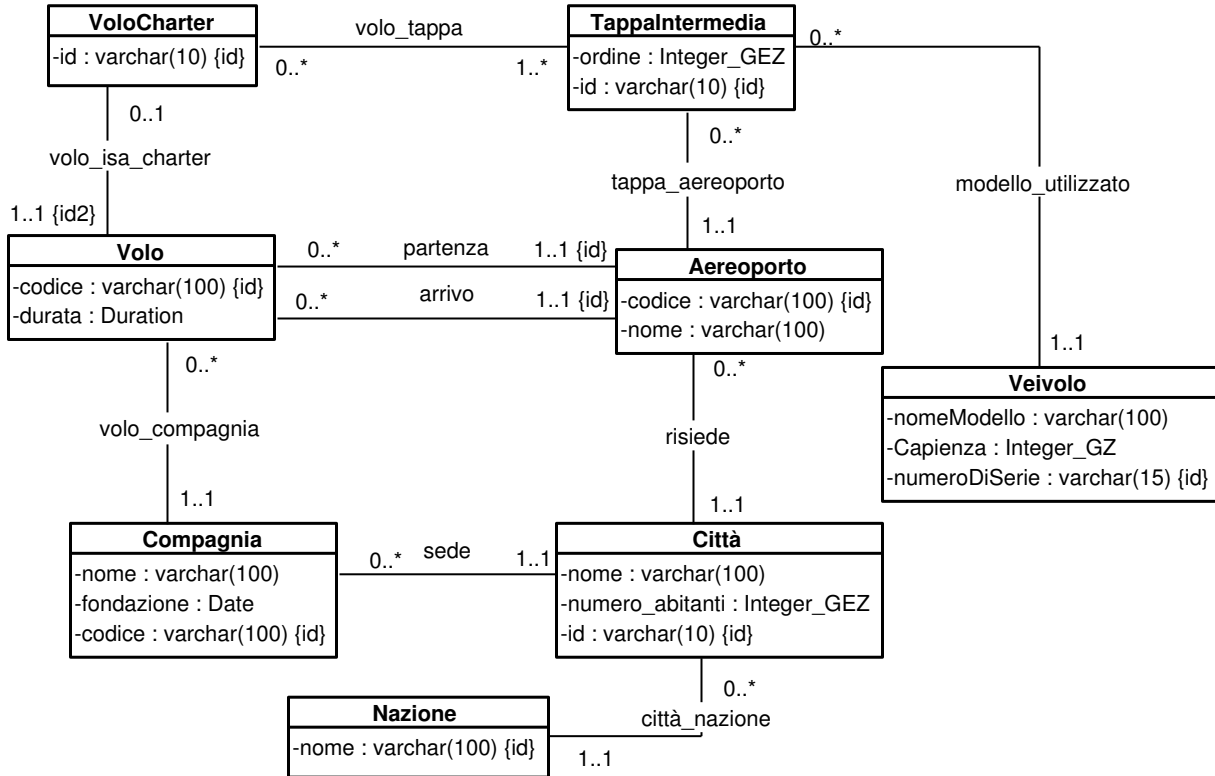 VoloCharter
-id : varchar(10) {id}
volo_tappa
0..*
1..*
TappaIntermedia
-ordine : Integer_GEZ
-id : varchar(10) {id}
0..*
0..1
volo_isa_charter
1..1 {id2}
0..*
tappa_aereoporto
1..1
modello_utilizzato
1..1
Volo
-codice : varchar(100) {id}
-durata : Duration
0..*
partenza
1..1 {id}
0..*
arrivo
1..1 {id}
Aereoporto
-codice : varchar(100) {id}
-nome : varchar(100)
Veivolo
-nomeModello : varchar(100)
-Capienza : Integer_GZ
-numeroDiSerie : varchar(15) {id}
0..*
volo_compagnia
1..1
0..*
risiede
1..1
Compagnia
-nome : varchar(100)
-fondazione : Date
-codice : varchar(100) {id}
0..*
sede
1..1
Città
-nome : varchar(100)
-numero_abitanti : Integer_GEZ
-id : varchar(10) {id}
0..*
città_nazione
1..1
Nazione
-nome : varchar(100) {id}